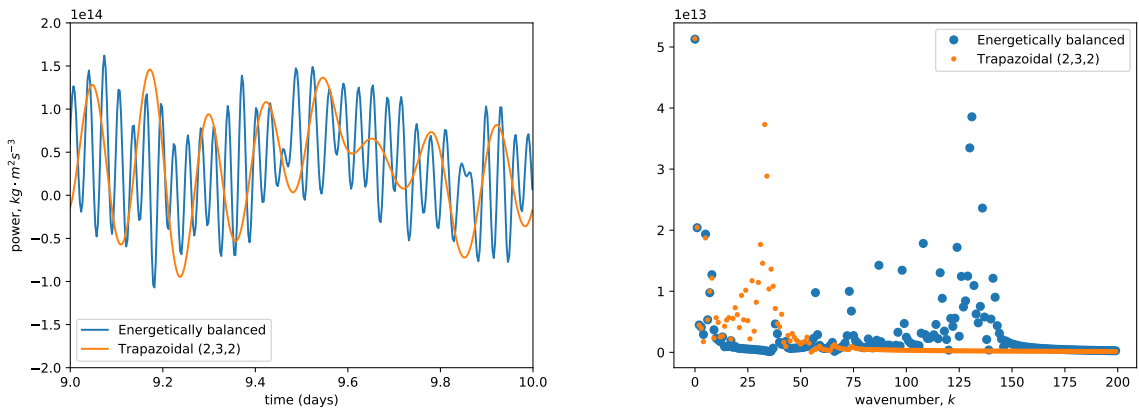 1e14
2.0
1.5
1.0
0.5
0.0
−0.5
−1.0
−1.5
−2.0
power, kg · m²s⁻³
Energetically balanced
Trapazoidal (2,3,2)
9.0 9.2 9.4 9.6 9.8 10.0
time (days)
1e13
5
4
3
2
1
0
Energetically balanced
Trapazoidal (2,3,2)
0 25 50 75 100 125 150 175 200
wavenumber, k